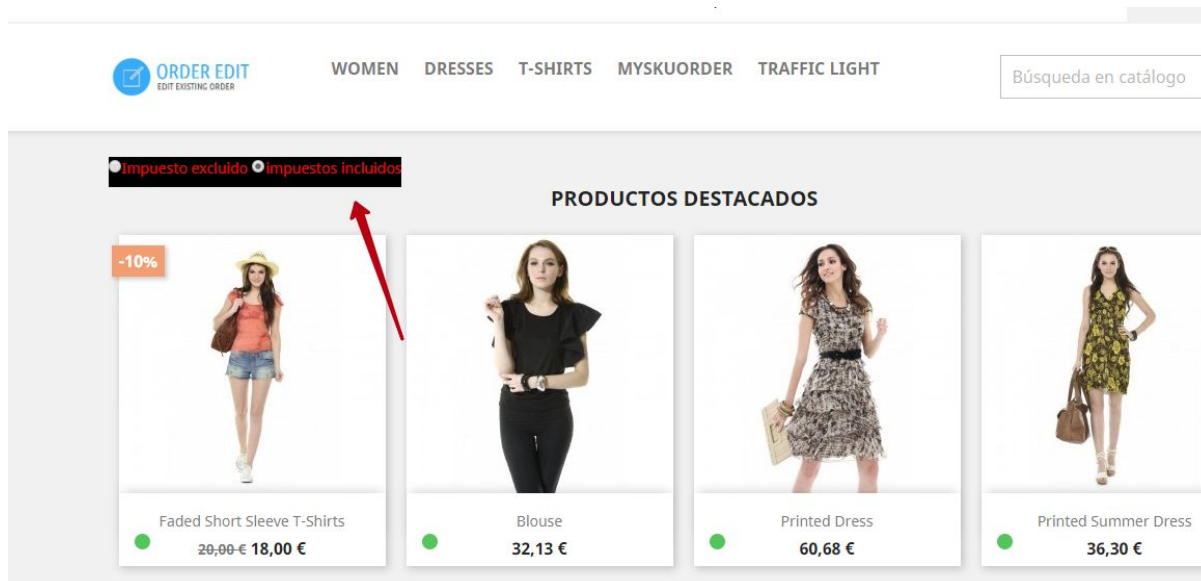 ORDER EDIT
EDIT EXISTING ORDER
WOMEN DRESSES T-SHIRTS MYSKUORDER TRAFFIC LIGHT
Búsqueda en catálogo
Impuesto excluido impuestos incluidos
PRODUCTOS DESTACADOS
-10%
Faded Short Sleeve T-Shirts
20,00 € 18,00 €
Blouse
32,13 €
Printed Dress
60,68 €
Printed Summer Dress
36,30 €